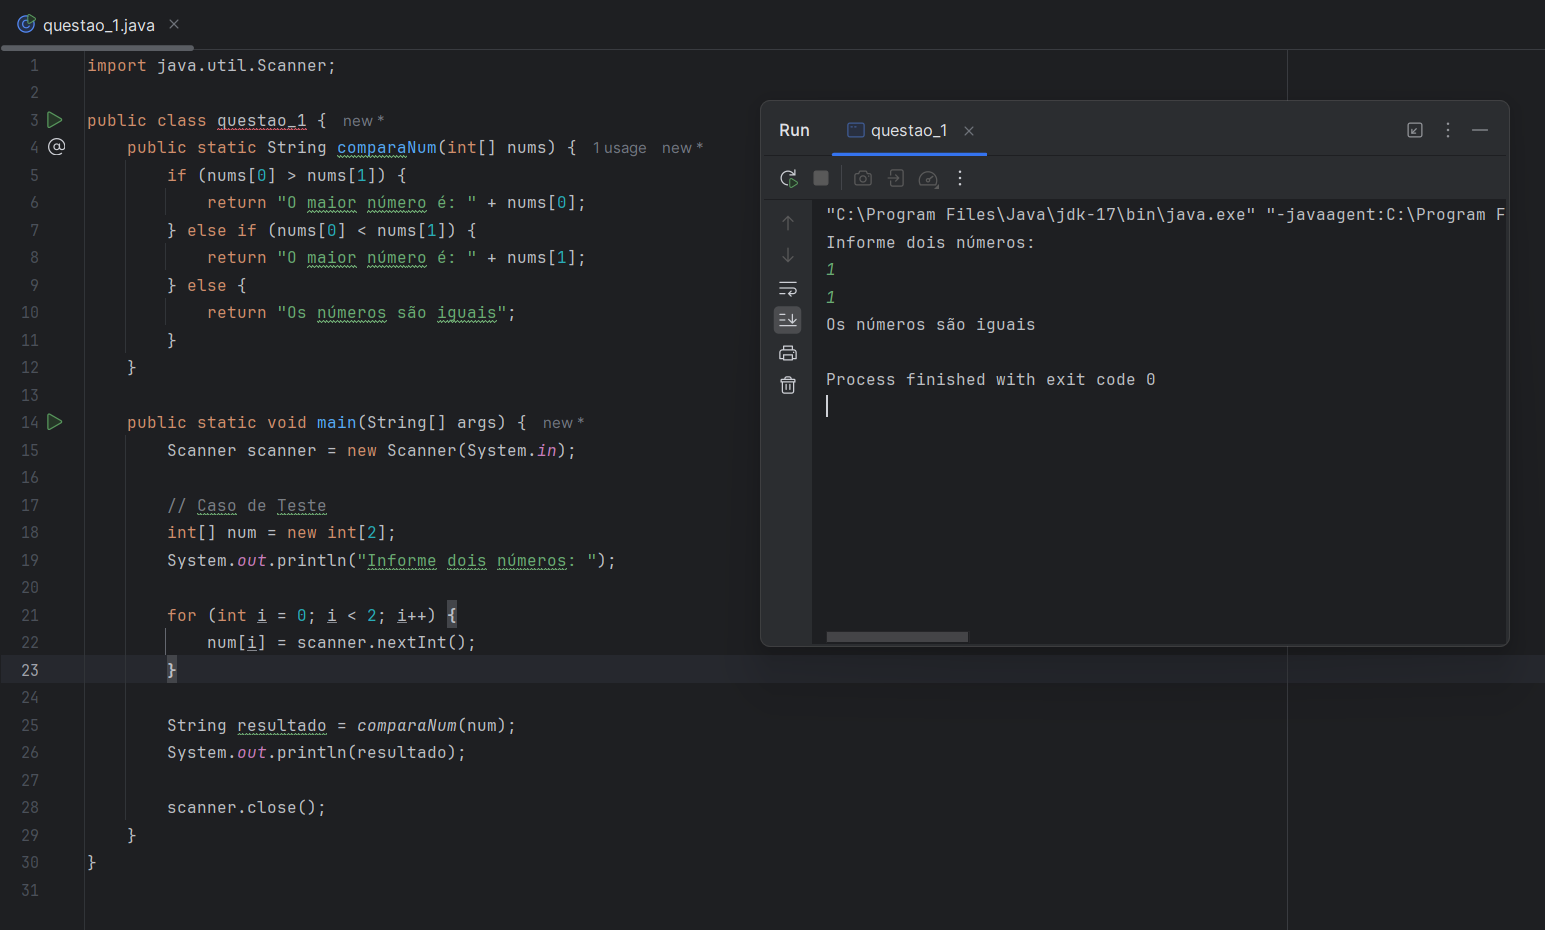 questao_1.java
1 import java.util.Scanner;
2
3 public class questao_1 { new *
4 @ public static String comparaNum(int[] nums) { 1 usage new *
5 if (nums[0] > nums[1]) {
6 return "O maior número é: " + nums[0];
7 } else if (nums[0] < nums[1]) {
8 return "O maior número é: " + nums[1];
9 } else {
10 return "Os números são iguais";
11 }
12 }
13
14 public static void main(String[] args) { new *
15 Scanner scanner = new Scanner(System.in);
16
17 // Caso de Teste
18 int[] num = new int[2];
19 System.out.println("Informe dois números: ");
20
21 for (int i = 0; i < 2; i++) {
22 num[i] = scanner.nextInt();
23 }
24
25 String resultado = comparaNum(num);
26 System.out.println(resultado);
27
28 scanner.close();
29 }
30 }
31
Run questao_1
"C:\Program Files\Java\jdk-17\bin\java.exe" "-javaagent:C:\Program F
Informe dois números:
1
1
Os números são iguais
Process finished with exit code 0